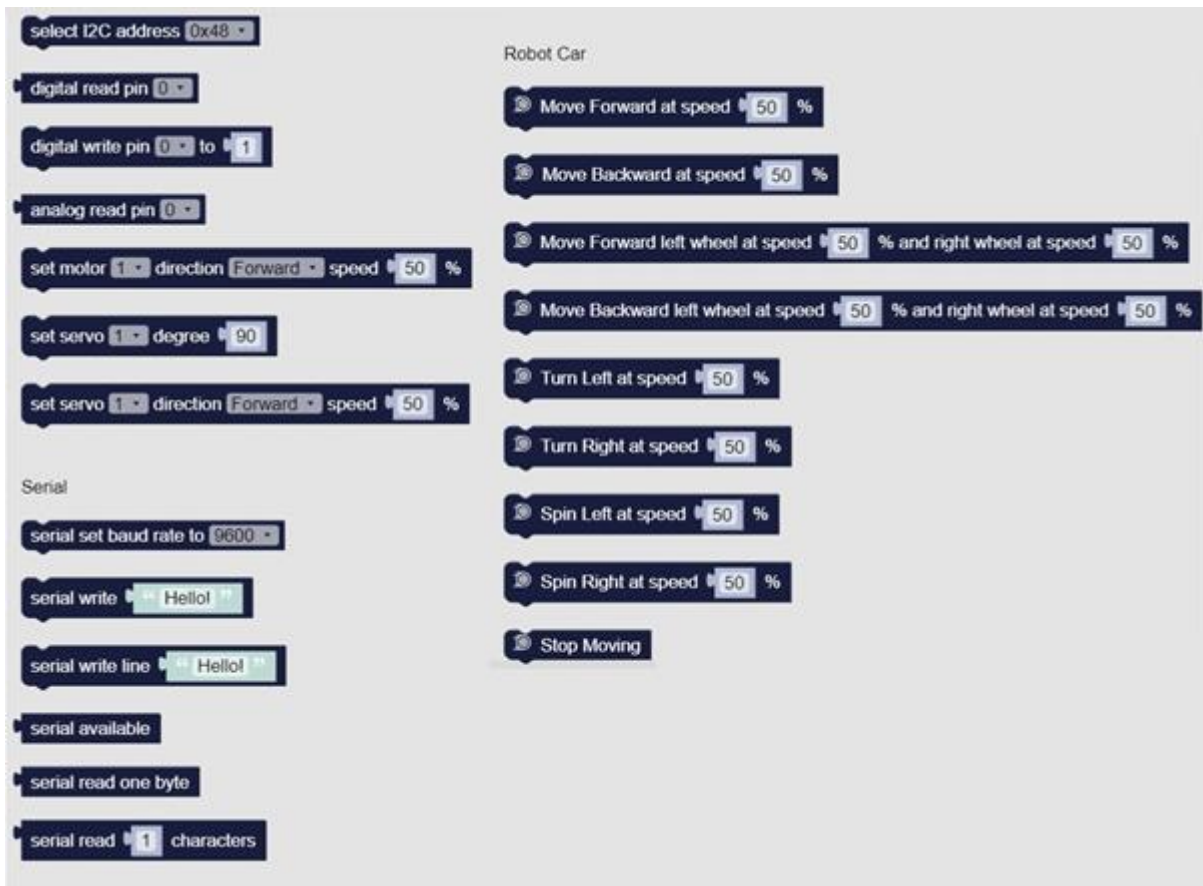 select I2C address 0x48
digital read pin 0
digital write pin 0 to 1
analog read pin 0
set motor 1 direction Forward speed 50 %
set servo 1 degree 90
set servo 1 direction Forward speed 50 %
Serial
serial set baud rate to 9600
serial write “ Hello! ”
serial write line “ Hello! ”
serial available
serial read one byte
serial read 1 characters
Robot Car
Move Forward at speed 50 %
Move Backward at speed 50 %
Move Forward left wheel at speed 50 % and right wheel at speed 50 %
Move Backward left wheel at speed 50 % and right wheel at speed 50 %
Turn Left at speed 50 %
Turn Right at speed 50 %
Spin Left at speed 50 %
Spin Right at speed 50 %
Stop Moving